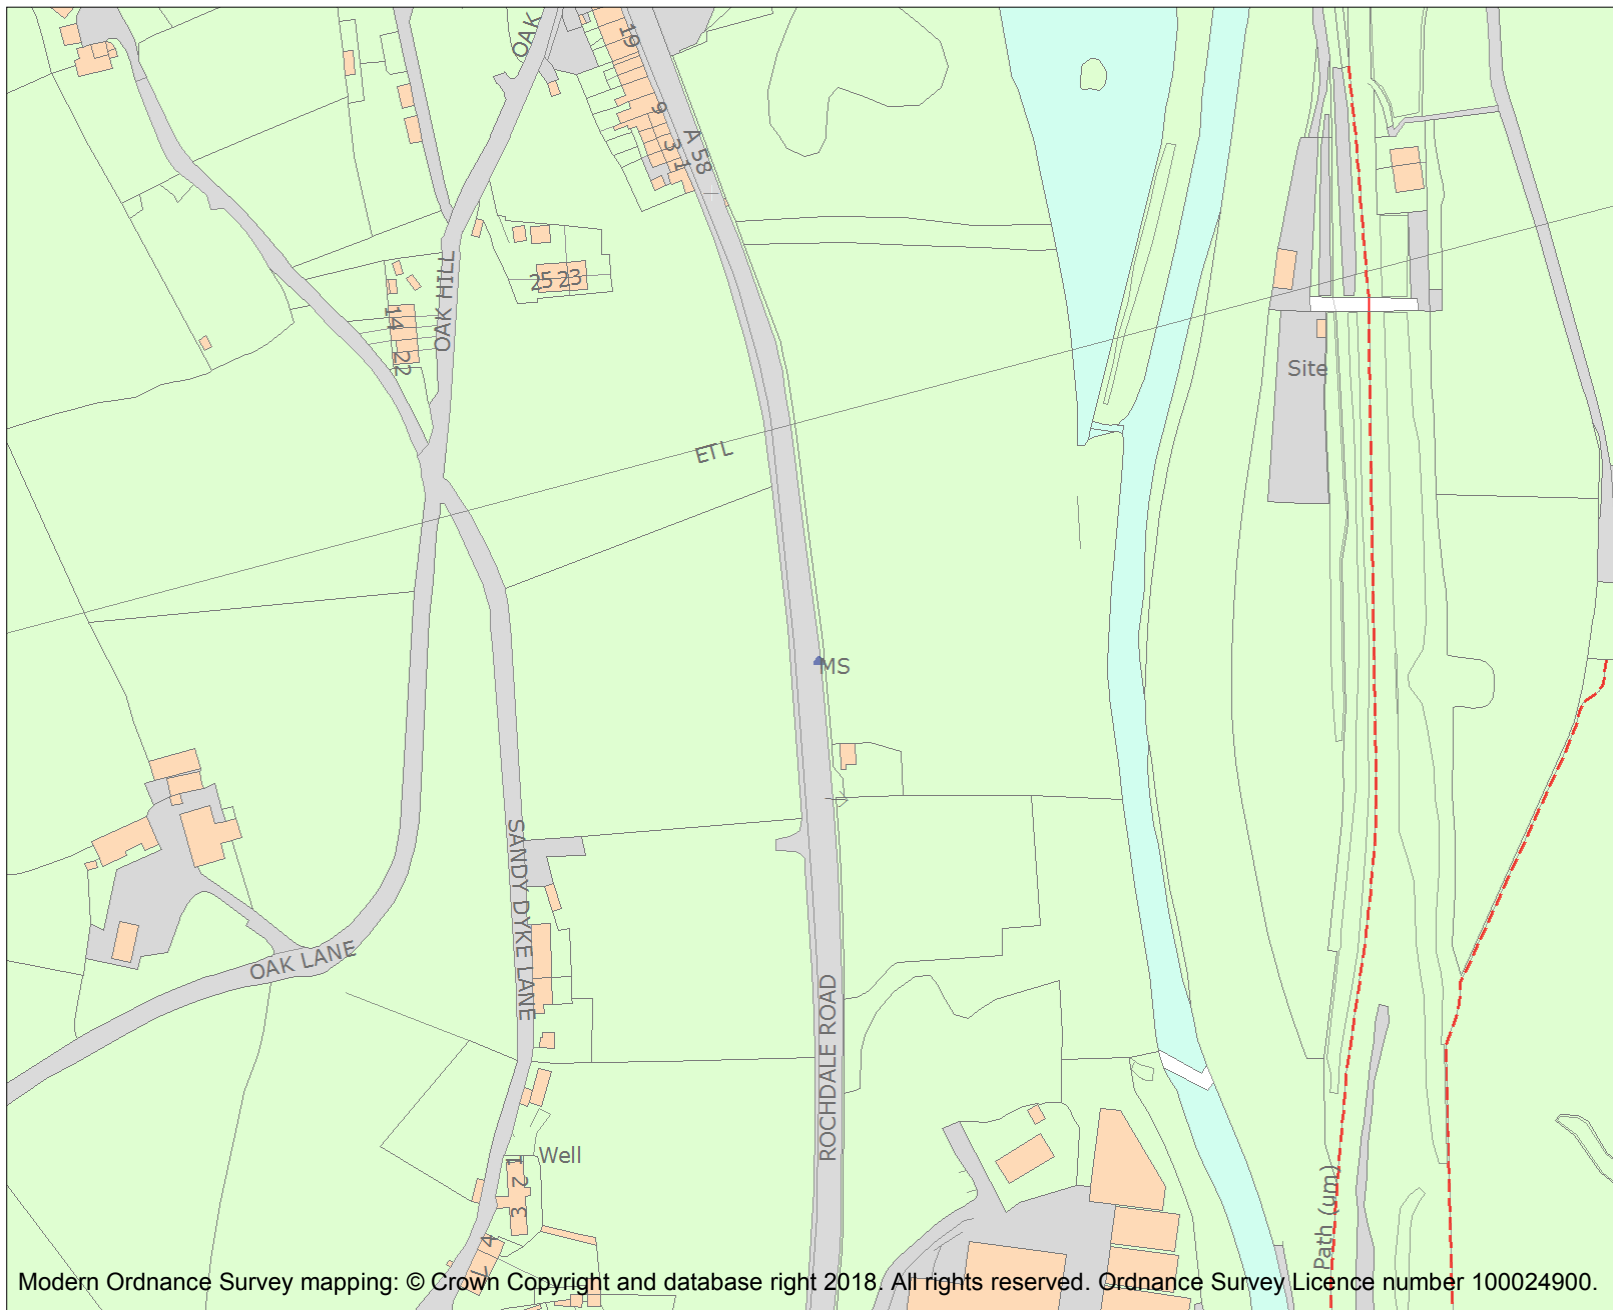 OAK
19
9
3
1
A 58
OAK HILL
25
23
14
22
ETL
Site
MS
SANDY DYKE LANE
OAK LANE
ROCHDALE ROAD
Well
1
2
3
4
7
Path (um)
Modern Ordnance Survey mapping: © Crown Copyright and database right 2018. All rights reserved. Ordnance Survey Licence number 100024900.